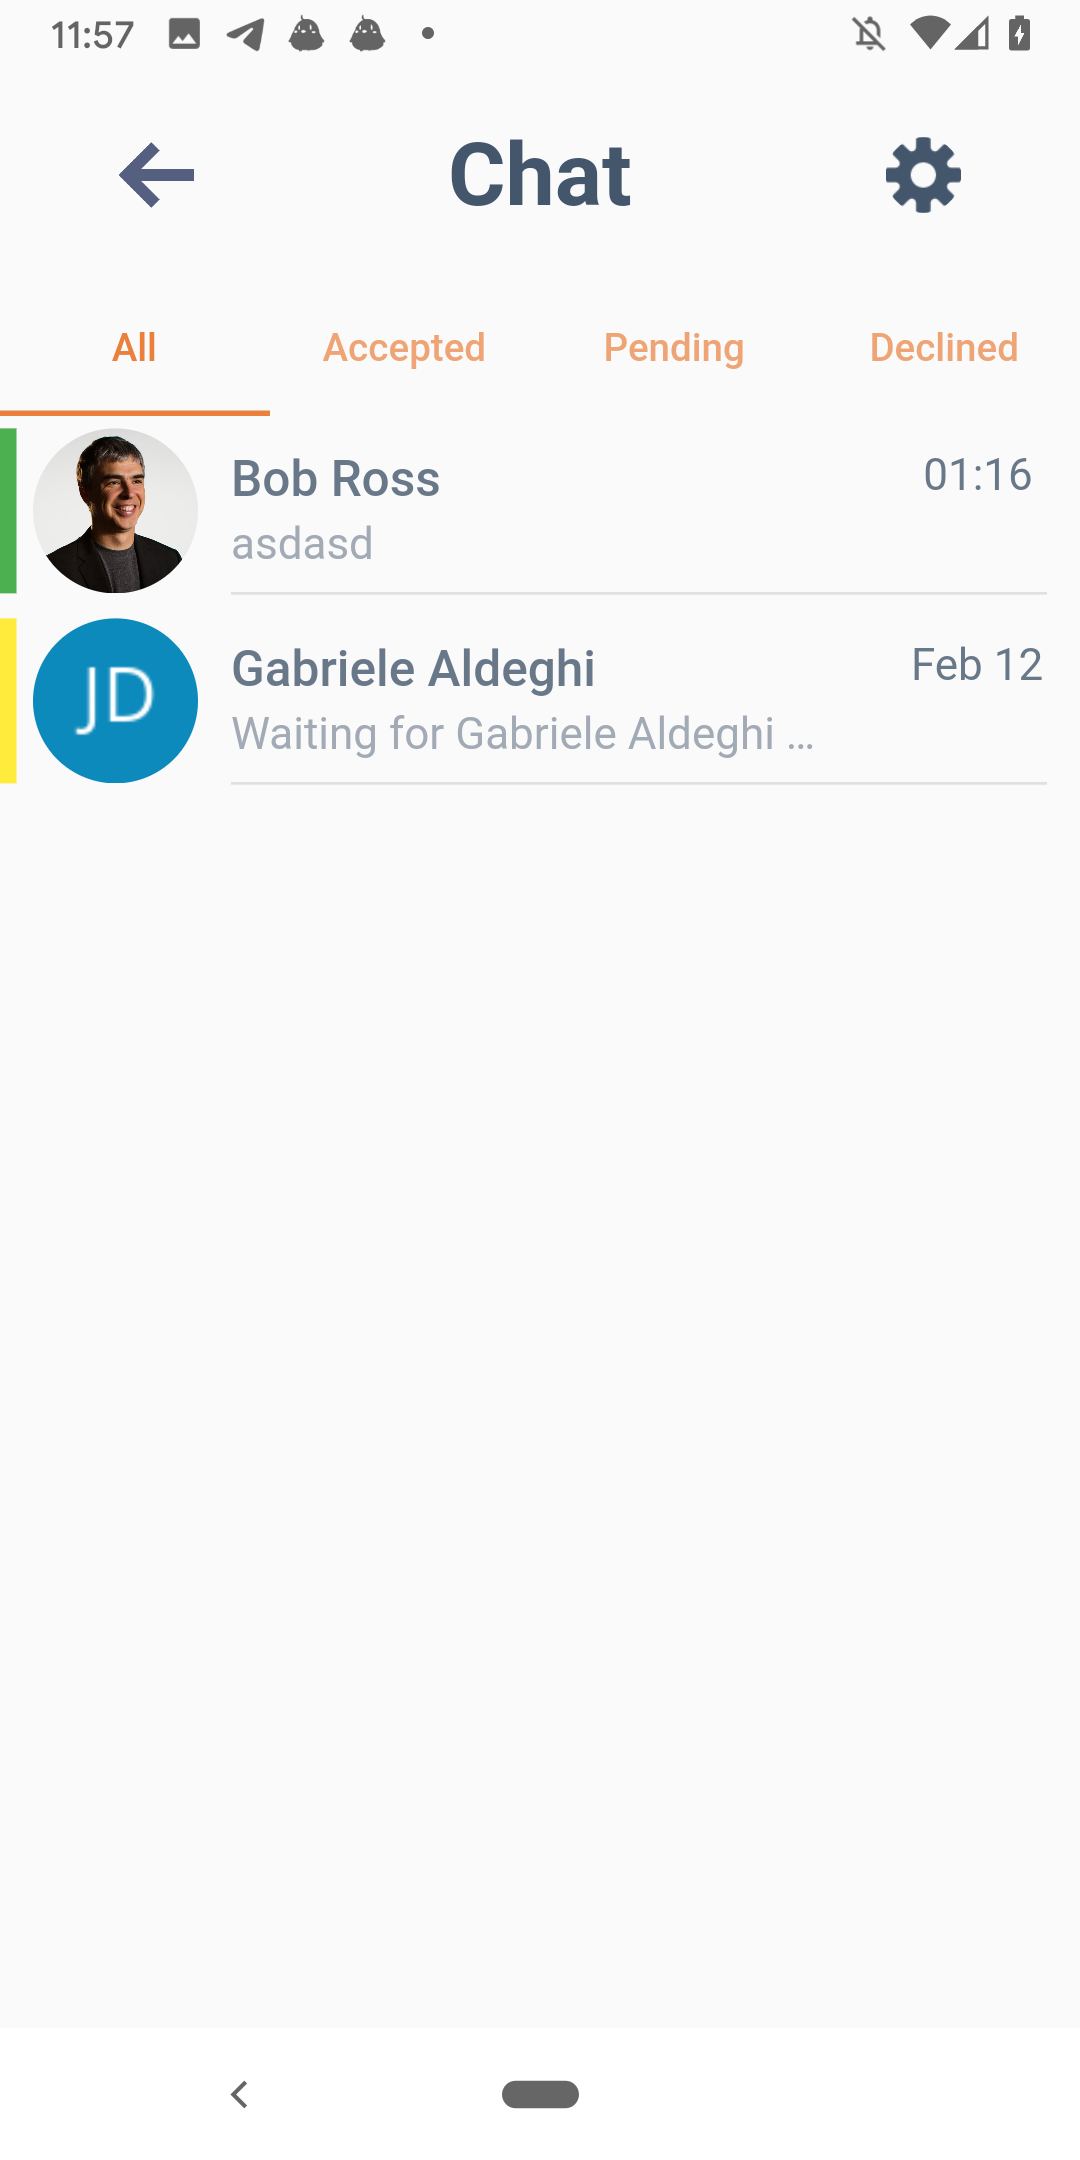 11:57
Chat
All Accepted Pending Declined
Bob Ross 01:16
asdasd
JD
Gabriele Aldeghi Feb 12
Waiting for Gabriele Aldeghi ...